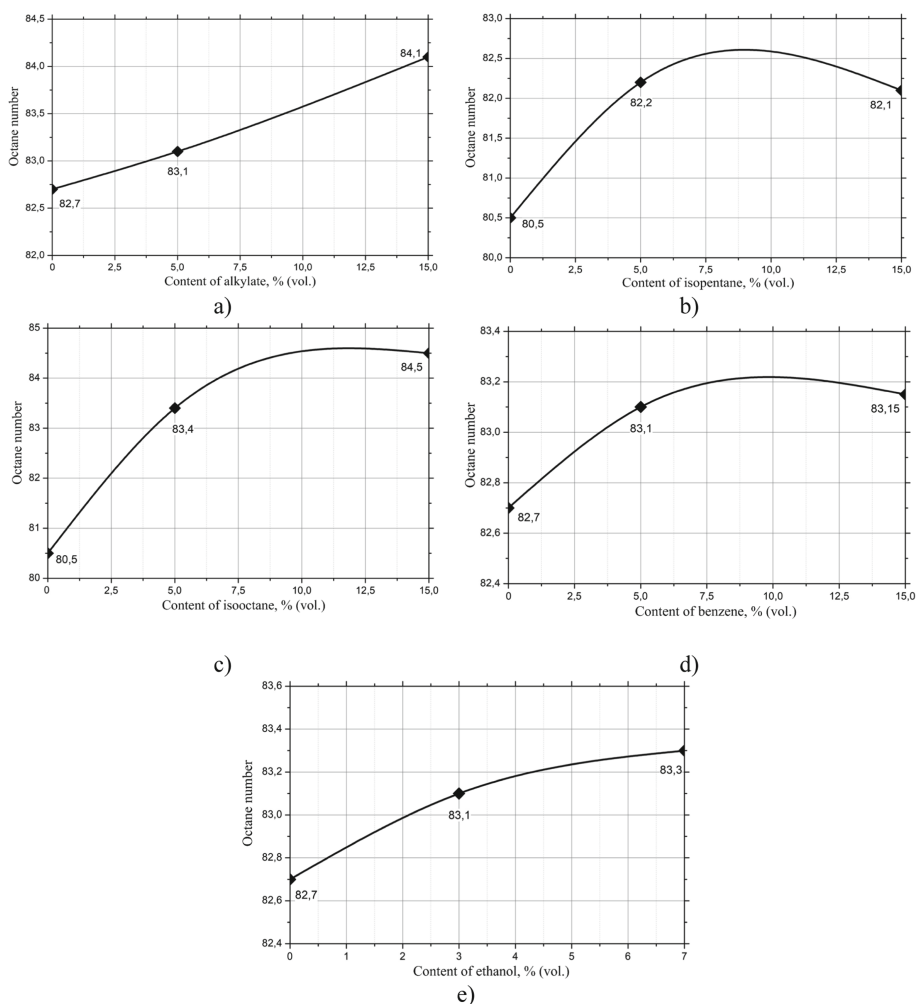 84,5
84,0
83,5
83,0
82,5
82,0
Octane number
82,7
83,1
84,1
0 2,5 5,0 7,5 10,0 12,5 15,0
Content of alkylate, % (vol.)
a)
83,0
82,5
82,0
81,5
81,0
80,5
80,0
Octane number
80,5
82,2
82,1
0 2,5 5,0 7,5 10,0 12,5 15,0
Content of isopentane, % (vol.)
b)
85
84
83
82
81
80
Octane number
80,5
83,4
84,5
0 2,5 5,0 7,5 10,0 12,5 15,0
Content of isooctane, % (vol.)
c)
83,4
83,2
83,0
82,8
82,6
82,4
Octane number
82,7
83,1
83,15
0 2,5 5,0 7,5 10,0 12,5 15,0
Content of benzene, % (vol.)
d)
83,6
83,4
83,2
83,0
82,8
82,6
82,4
Octane number
82,7
83,1
83,3
0 1 2 3 4 5 6 7
Content of ethanol, % (vol.)
e)